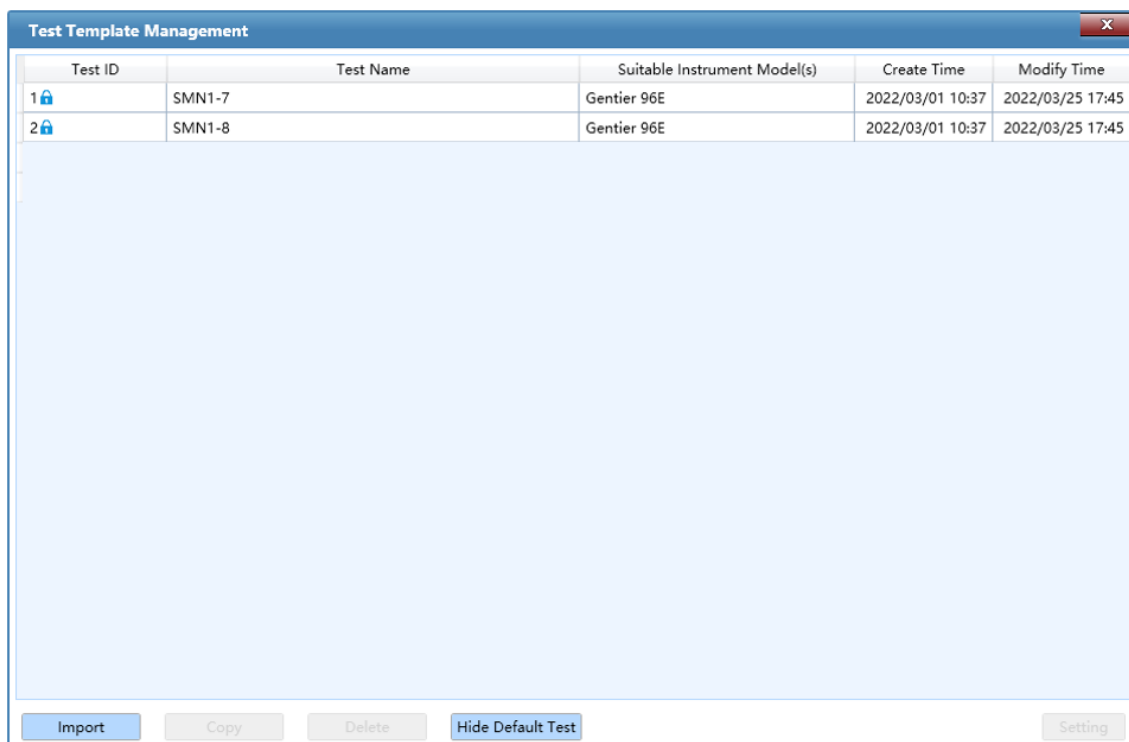 Test Template Management
x
Test ID Test Name Suitable Instrument Model(s) Create Time Modify Time
1 SMN1-7 Gentier 96E 2022/03/01 10:37 2022/03/25 17:45
2 SMN1-8 Gentier 96E 2022/03/01 10:37 2022/03/25 17:45
Import Copy Delete Hide Default Test Setting